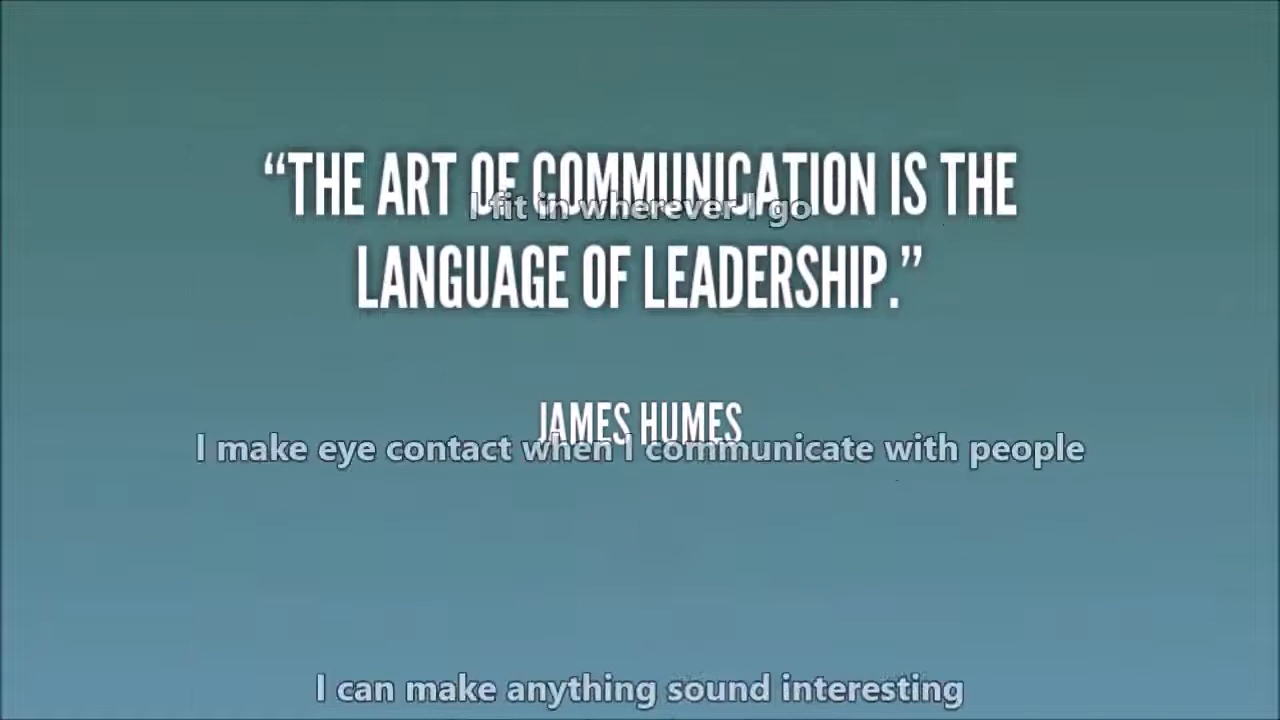 “THE ART OF COMMUNICATION IS THE
I fit in wherever I go
LANGUAGE OF LEADERSHIP.”
JAMES HUMES
I make eye contact when I communicate with people
I can make anything sound interesting